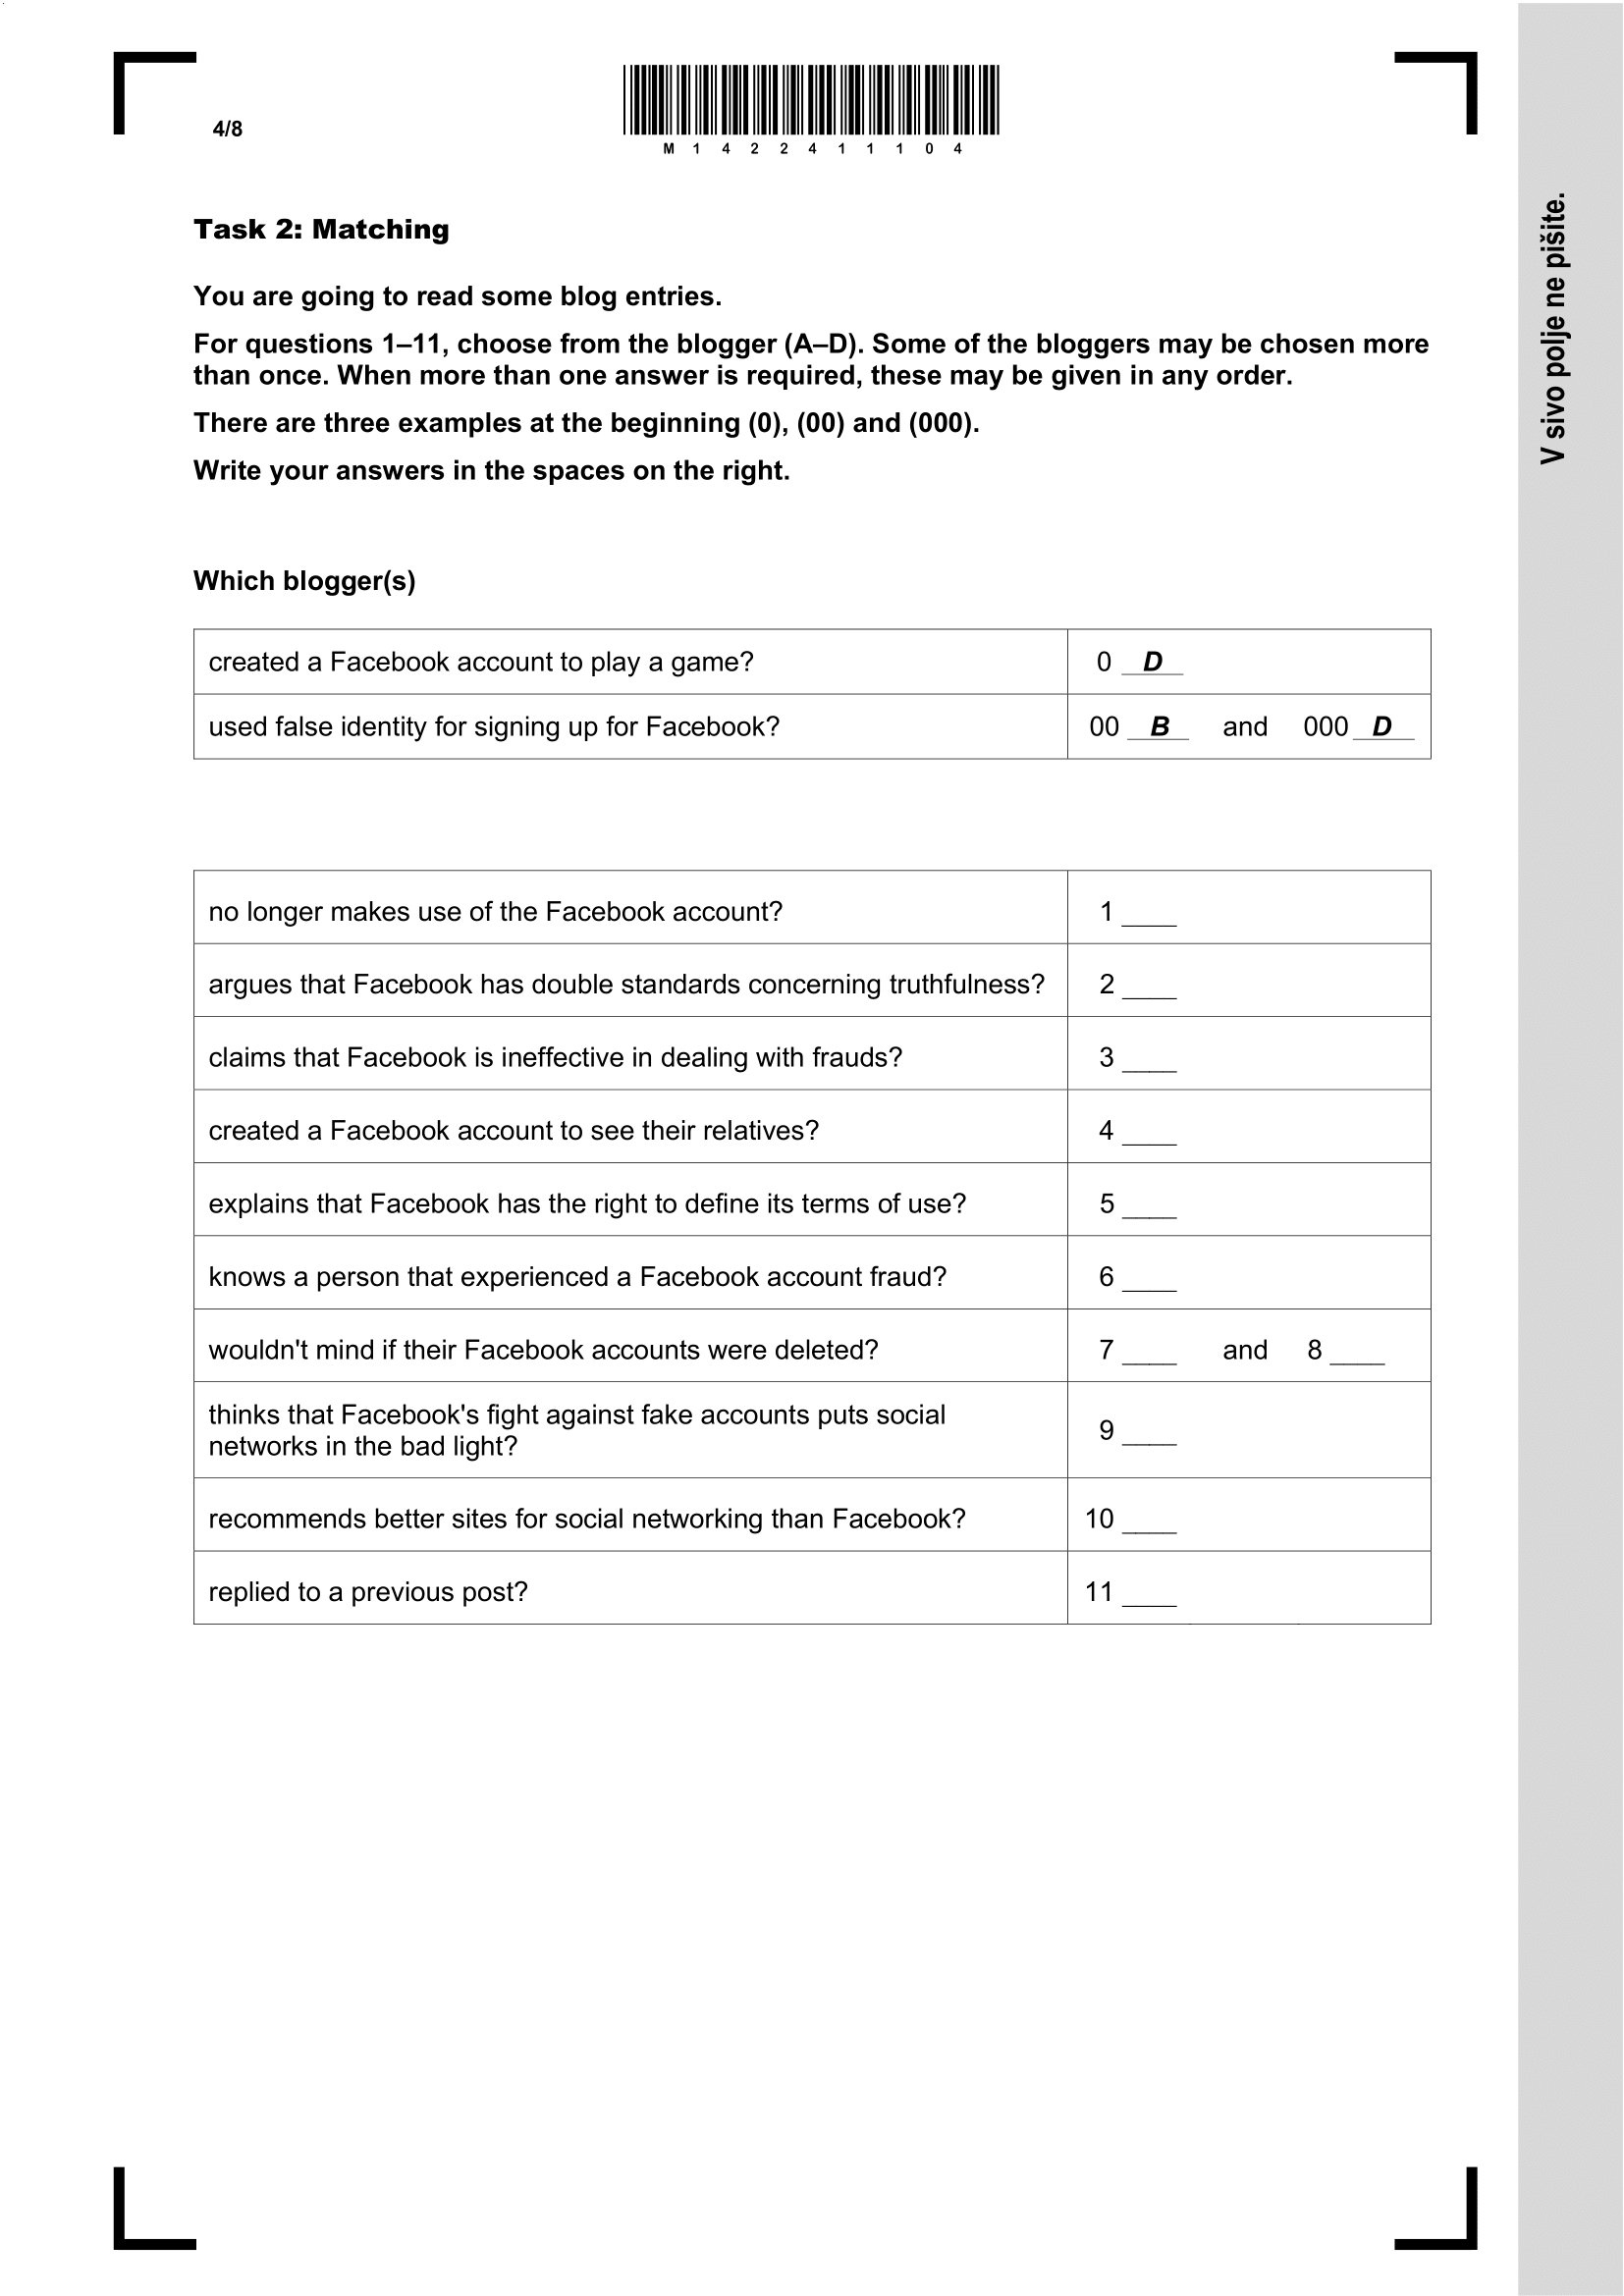 4/8
M 1 4 2 2 4 1 1 1 0 4
V sivo polje ne pišite.
Task 2: Matching
You are going to read some blog entries.
For questions 1–11, choose from the blogger (A–D). Some of the bloggers may be chosen more
than once. When more than one answer is required, these may be given in any order.
There are three examples at the beginning (0), (00) and (000).
Write your answers in the spaces on the right.
Which blogger(s)
created a Facebook account to play a game? 0 D
used false identity for signing up for Facebook? 00 B and 000 D
no longer makes use of the Facebook account? 1 ____
argues that Facebook has double standards concerning truthfulness? 2 ____
claims that Facebook is ineffective in dealing with frauds? 3 ____
created a Facebook account to see their relatives? 4 ____
explains that Facebook has the right to define its terms of use? 5 ____
knows a person that experienced a Facebook account fraud? 6 ____
wouldn't mind if their Facebook accounts were deleted? 7 ____ and 8 ____
thinks that Facebook's fight against fake accounts puts social
networks in the bad light? 9 ____
recommends better sites for social networking than Facebook? 10 ____
replied to a previous post? 11 ____